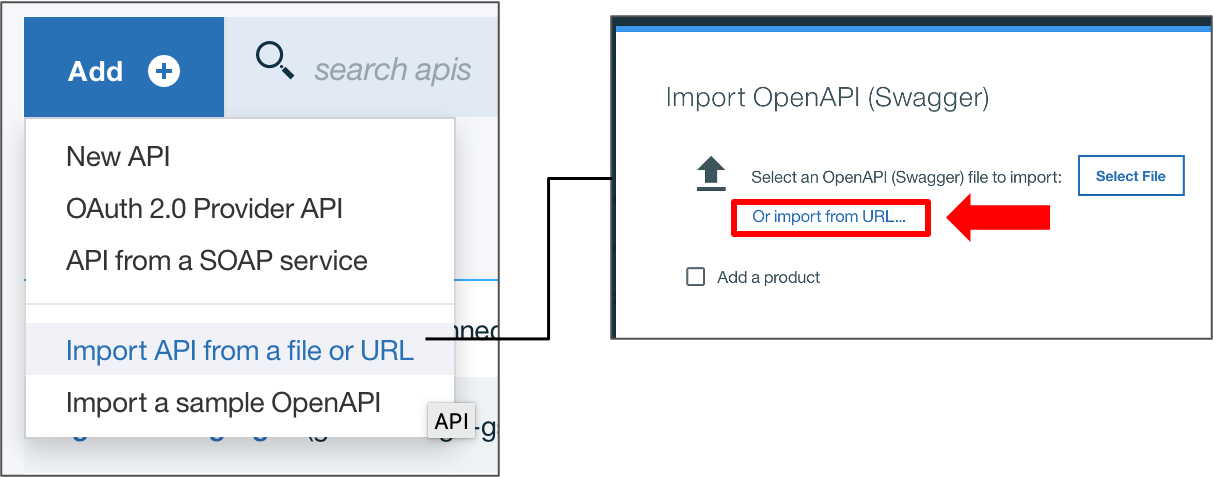 Add
search apis
New API
OAuth 2.0 Provider API
API from a SOAP service
Import API from a file or URL
Import a sample OpenAPI
API
Import OpenAPI (Swagger)
Select an OpenAPI (Swagger) file to import:
Select File
Or import from URL...
Add a product